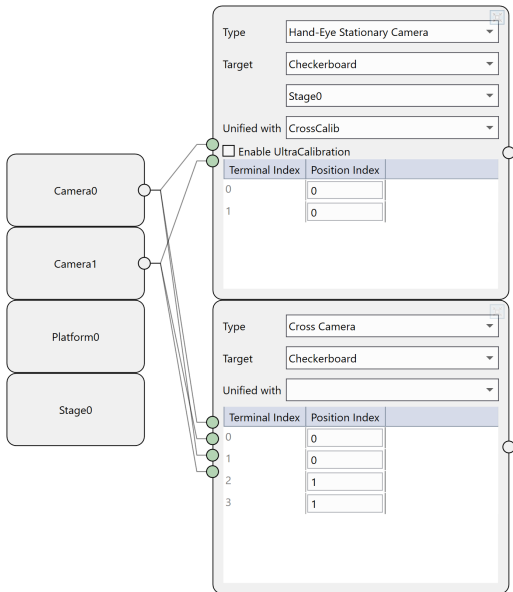 Type Hand-Eye Stationary Camera
Target Checkerboard
Stage0
Unified with CrossCalib
Enable UltraCalibration
Terminal Index Position Index
0 0
1 0
Camera0
Camera1
Platform0
Stage0
Type Cross Camera
Target Checkerboard
Unified with
Terminal Index Position Index
0 0
1 0
2 1
3 1